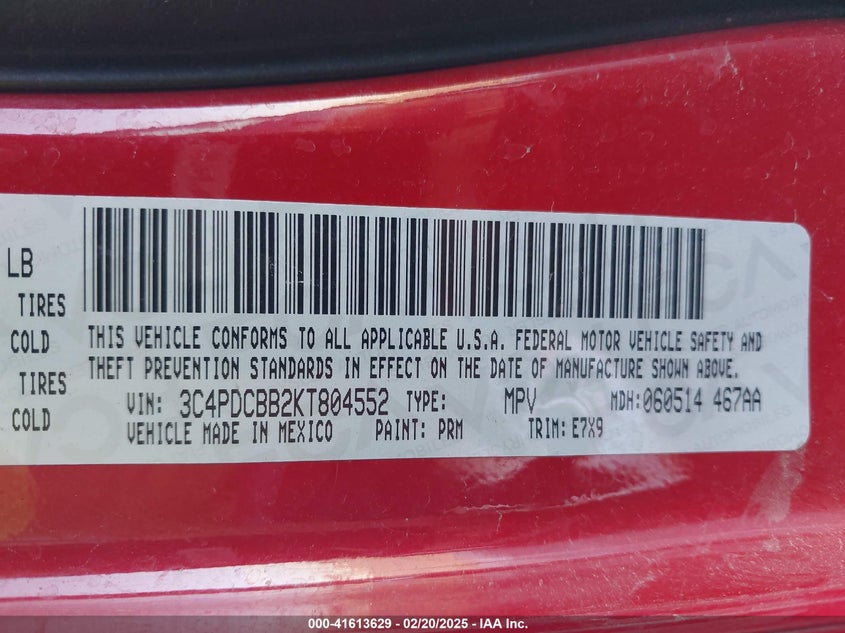 LB
TIRES
COLD
TIRES
COLD
THIS VEHICLE CONFORMS TO ALL APPLICABLE U.S.A. FEDERAL MOTOR VEHICLE SAFETY AND
THEFT PREVENTION STANDARDS IN EFFECT ON THE DATE OF MANUFACTURE SHOWN ABOVE.
VIN: 3C4PDCBB2KT804552 TYPE: MPV MDH:060514 467AA
VEHICLE MADE IN MEXICO PAINT: PRM TRIM: E7X9
000-41613629 - 02/20/2025 - COPYRIGHT IAA, Inc.